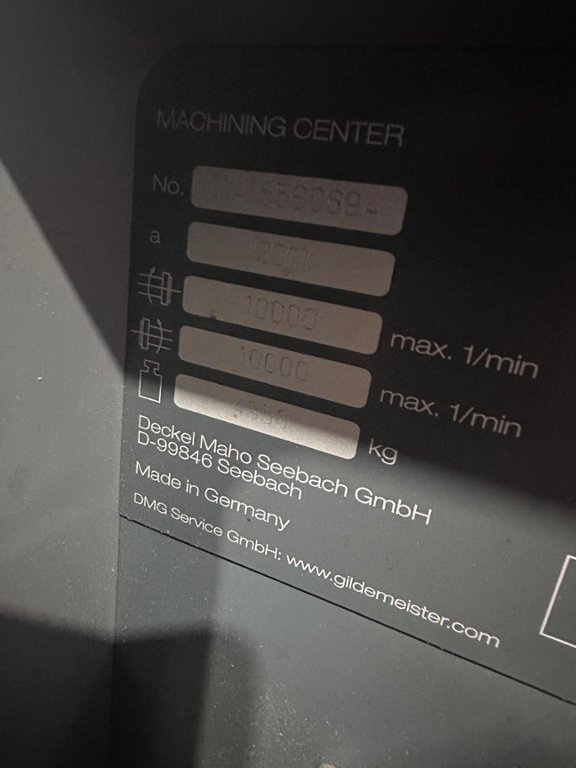 MACHINING CENTER
No.
a
10000 max. 1/min
10000 max. 1/min
kg
Deckel Maho Seebach GmbH
D-99846 Seebach
Made in Germany
DMG Service GmbH: www.gildemeister.com